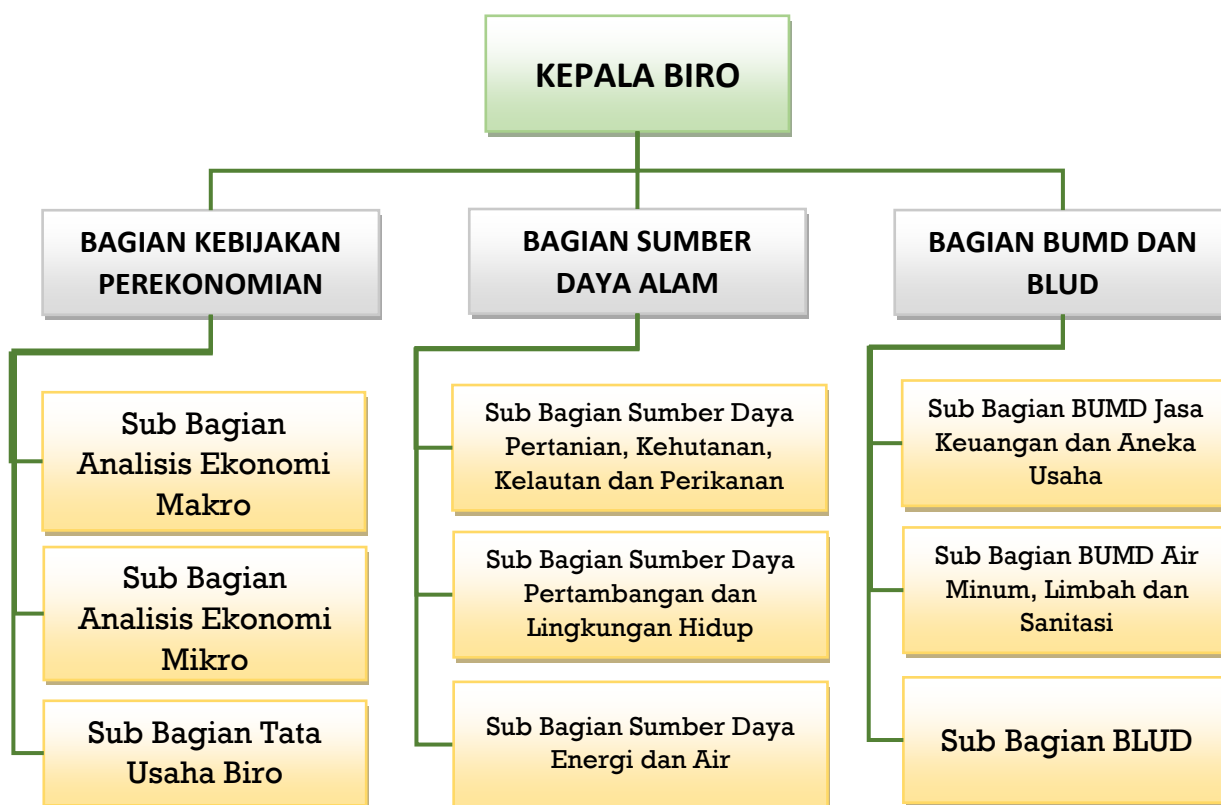 KEPALA BIRO
BAGIAN KEBIJAKAN
PEREKONOMIAN
Sub Bagian
Analisis Ekonomi
Makro
Sub Bagian
Analisis Ekonomi
Mikro
Sub Bagian Tata
Usaha Biro
BAGIAN SUMBER
DAYA ALAM
Sub Bagian Sumber Daya
Pertanian, Kehutanan,
Kelautan dan Perikanan
Sub Bagian Sumber Daya
Pertambangan dan
Lingkungan Hidup
Sub Bagian Sumber Daya
Energi dan Air
BAGIAN BUMD DAN
BLUD
Sub Bagian BUMD Jasa
Keuangan dan Aneka
Usaha
Sub Bagian BUMD Air
Minum, Limbah dan
Sanitasi
Sub Bagian BLUD